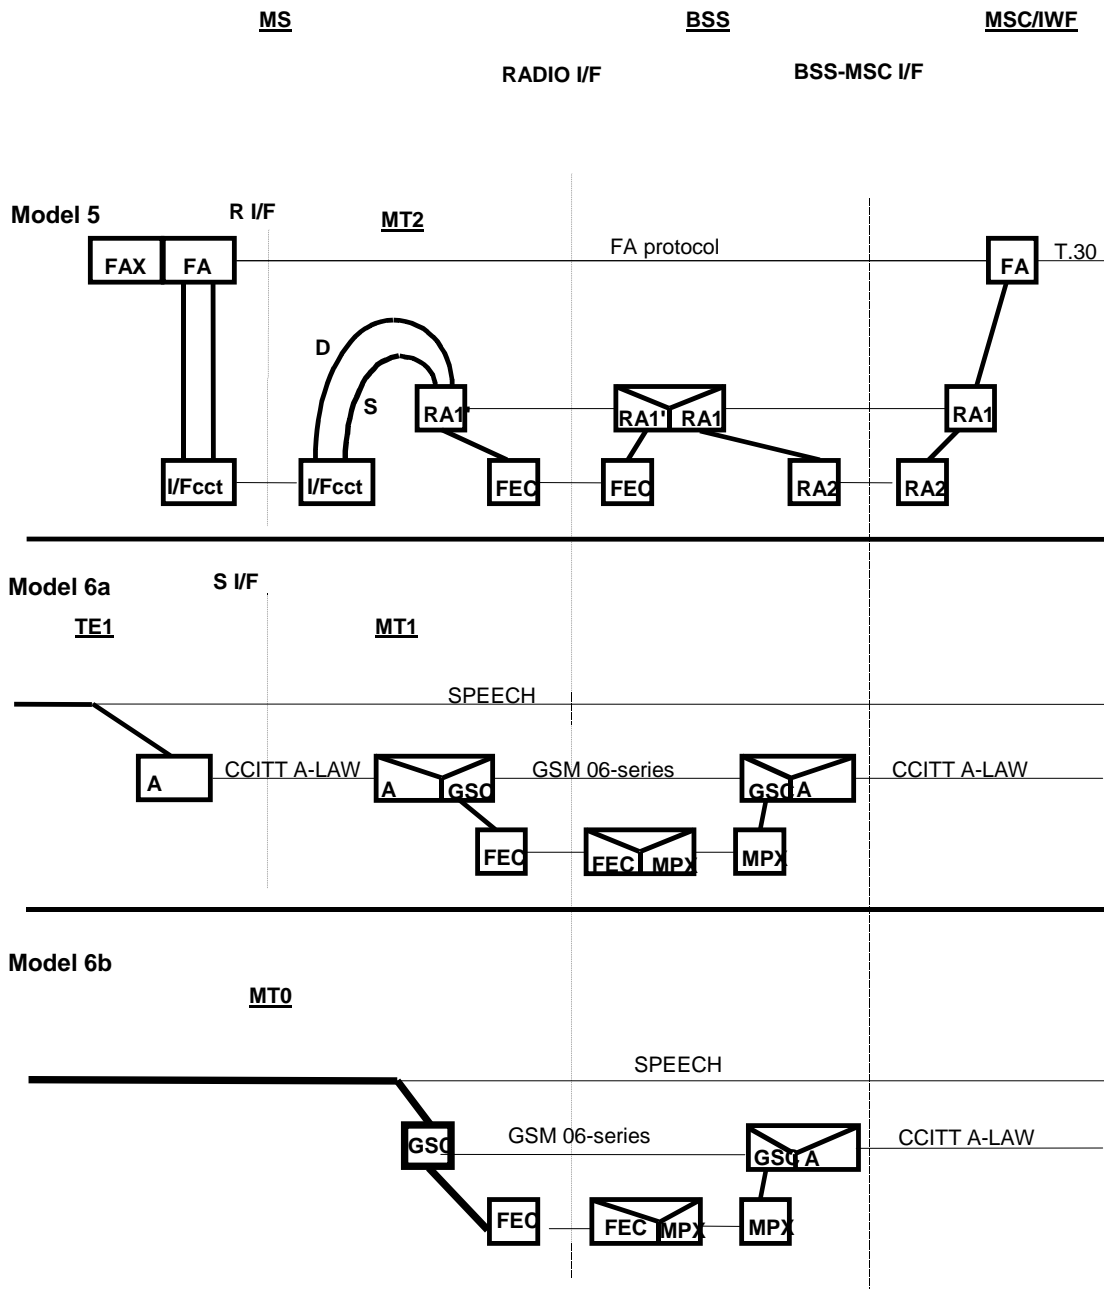 MS BSS MSC/IWF
RADIO I/F BSS-MSC I/F
Model 5 R I/F MT2
FAX FA FA protocol FA T.30
D
S RA1' RA1' RA1 RA1
I/Fcct I/Fcct FEC FEC RA2 RA2
Model 6a S I/F
TE1 MT1
SPEECH
A CCITT A-LAW A GSC GSM 06-series GSC A CCITT A-LAW
FEC FEC MPX MPX
Model 6b
MT0
SPEECH
GSC GSM 06-series GSC A CCITT A-LAW
FEC FEC MPX MPX